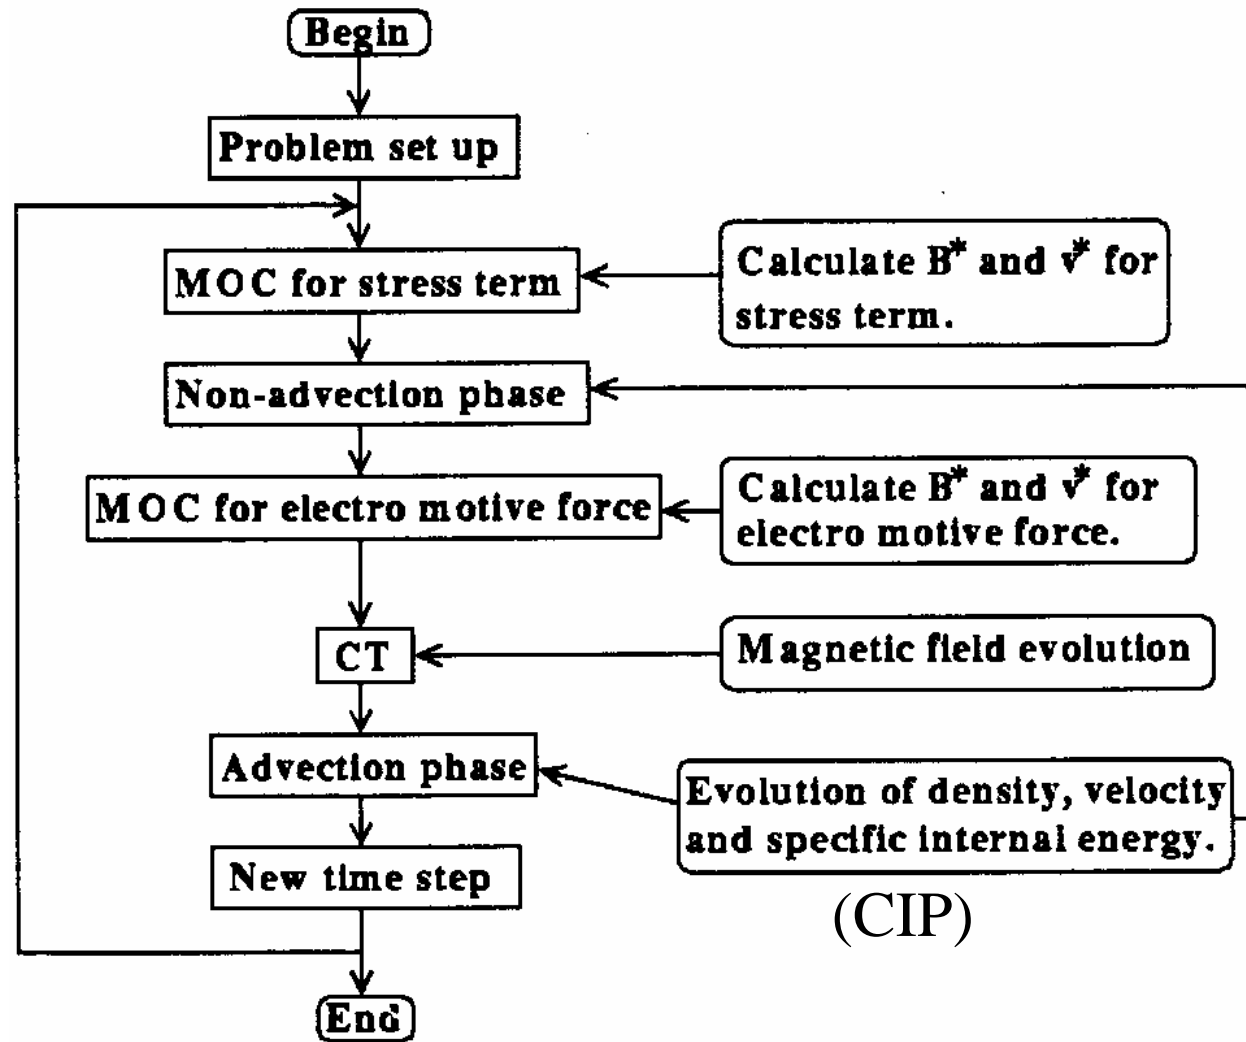 Begin
Problem set up
MOC for stress term
Calculate B* and v* for
stress term.
Non-advection phase
MOC for electro motive force
Calculate B* and v* for
electro motive force.
CT
Magnetic field evolution
Advection phase
Evolution of density, velocity
and specific internal energy.
New time step
(CIP)
End